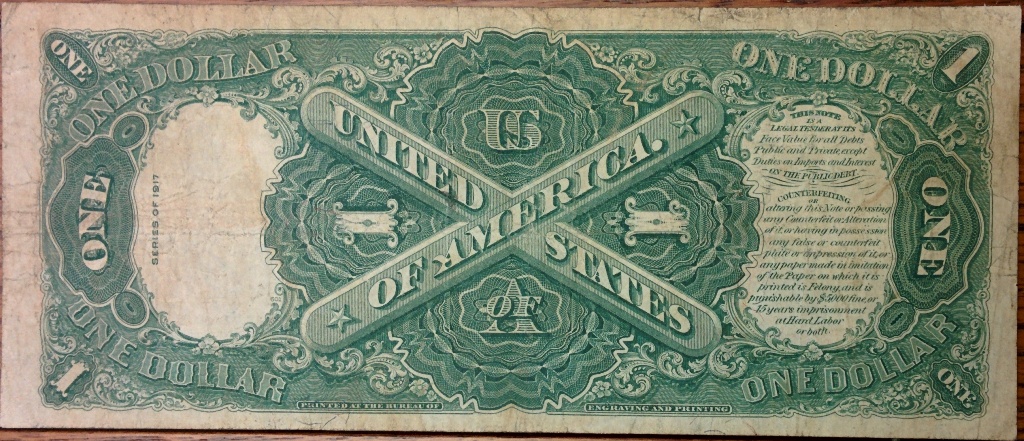 ONE
ONE DOLLAR
ONE DOLLAR
1
US
UNITED
STATES
OF AMERICA.
1
1
OF
A
ONE
SERIES OF 1917
THIS NOTE
IS A
LEGAL TENDER AT ITS
Face Value for all Debts
Public and Private, except
Duties on Imports and Interest
ON THE PUBLIC DEBT.
COUNTERFEITING
OR
altering this Note or passing
any Counterfeit or Alteration
of it, or having in possession
any false or counterfeit
plate or impression of it, or
any paper made in imitation
of the Paper on which it is
printed is Felony, and is
punishable by $5000 fine, or
15 years imprisonment
at Hard Labor
or both.
ONE
1
ONE DOLLAR
ONE DOLLAR
ONE
PRINTED AT THE BUREAU OF
ENGRAVING AND PRINTING